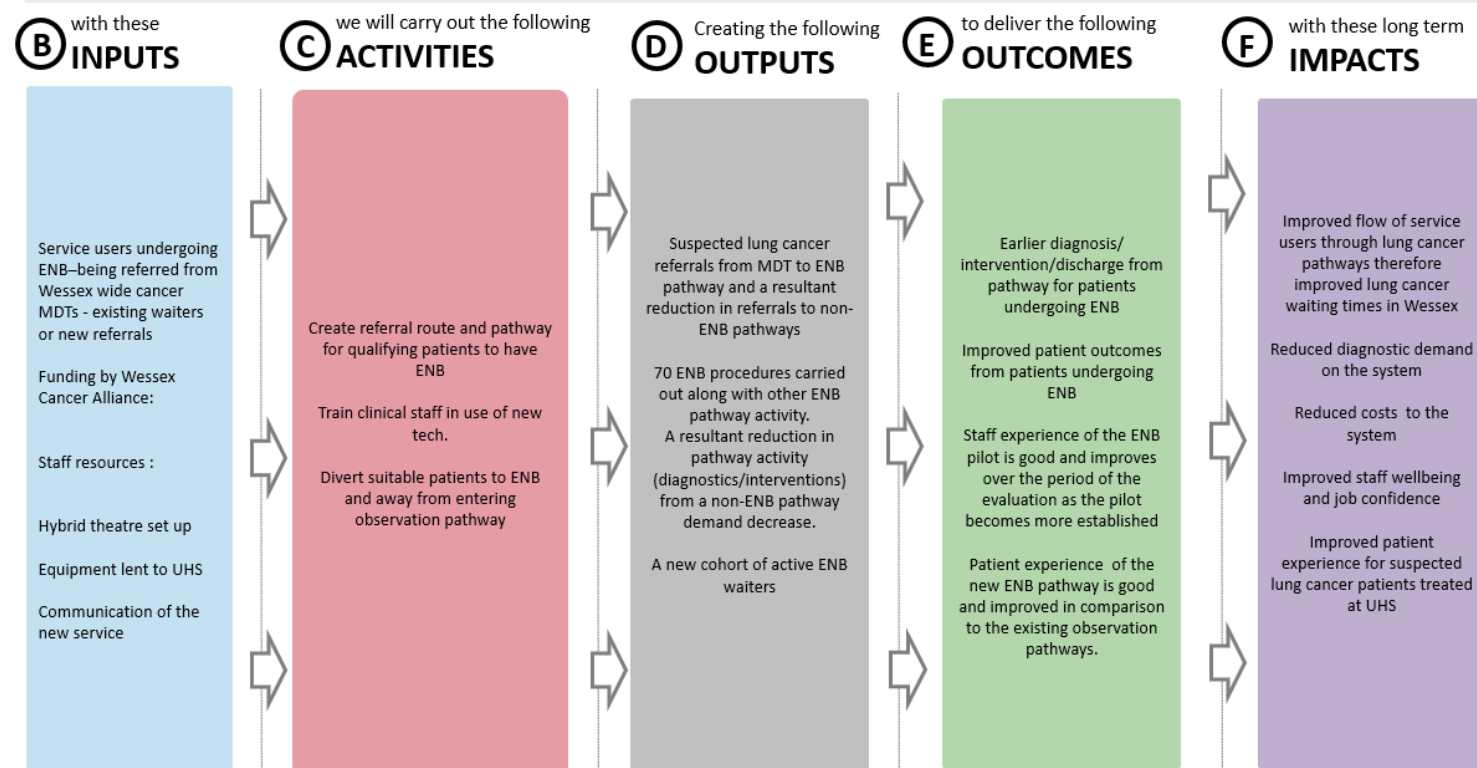 B
with these
INPUTS
Service users undergoing
ENB–being referred from
Wessex wide cancer
MDTs - existing waiters
or new referrals
Funding by Wessex
Cancer Alliance:
Staff resources :
Hybrid theatre set up
Equipment lent to UHS
Communication of the
new service
C
we will carry out the following
ACTIVITIES
Create referral route and pathway
for qualifying patients to have
ENB
Train clinical staff in use of new
tech.
Divert suitable patients to ENB
and away from entering
observation pathway
D
Creating the following
OUTPUTS
Suspected lung cancer
referrals from MDT to ENB
pathway and a resultant
reduction in referrals to non-
ENB pathways
70 ENB procedures carried
out along with other ENB
pathway activity.
A resultant reduction in
pathway activity
(diagnostics/interventions)
from a non-ENB pathway
demand decrease.
A new cohort of active ENB
waiters
E
to deliver the following
OUTCOMES
Earlier diagnosis/
intervention/discharge from
pathway for patients
undergoing ENB
Improved patient outcomes
from patients undergoing
ENB
Staff experience of the ENB
pilot is good and improves
over the period of the
evaluation as the pilot
becomes more established
Patient experience of the
new ENB pathway is good
and improved in comparison
to the existing observation
pathways.
F
with these long term
IMPACTS
Improved flow of service
users through lung cancer
pathways therefore
improved lung cancer
waiting times in Wessex
Reduced diagnostic demand
on the system
Reduced costs to the
system
Improved staff wellbeing
and job confidence
Improved patient
experience for suspected
lung cancer patients treated
at UHS